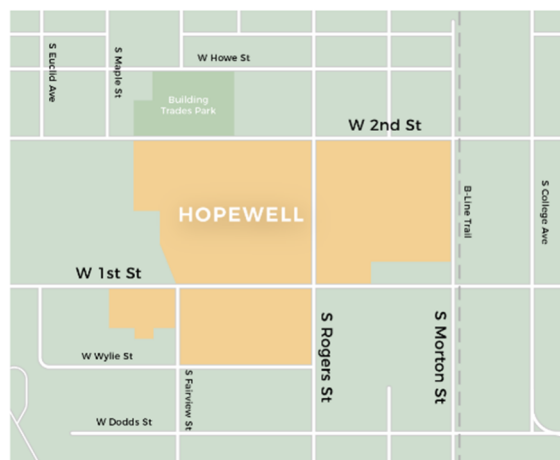 W Howe St
S Euclid Ave
S Maple St
Building
Trades Park
W 2nd St
B-Line Trail
S College Ave
HOPEWELL
W 1st St
S Rogers St
S Morton St
W Wylie St
S Fairview St
W Dodds St